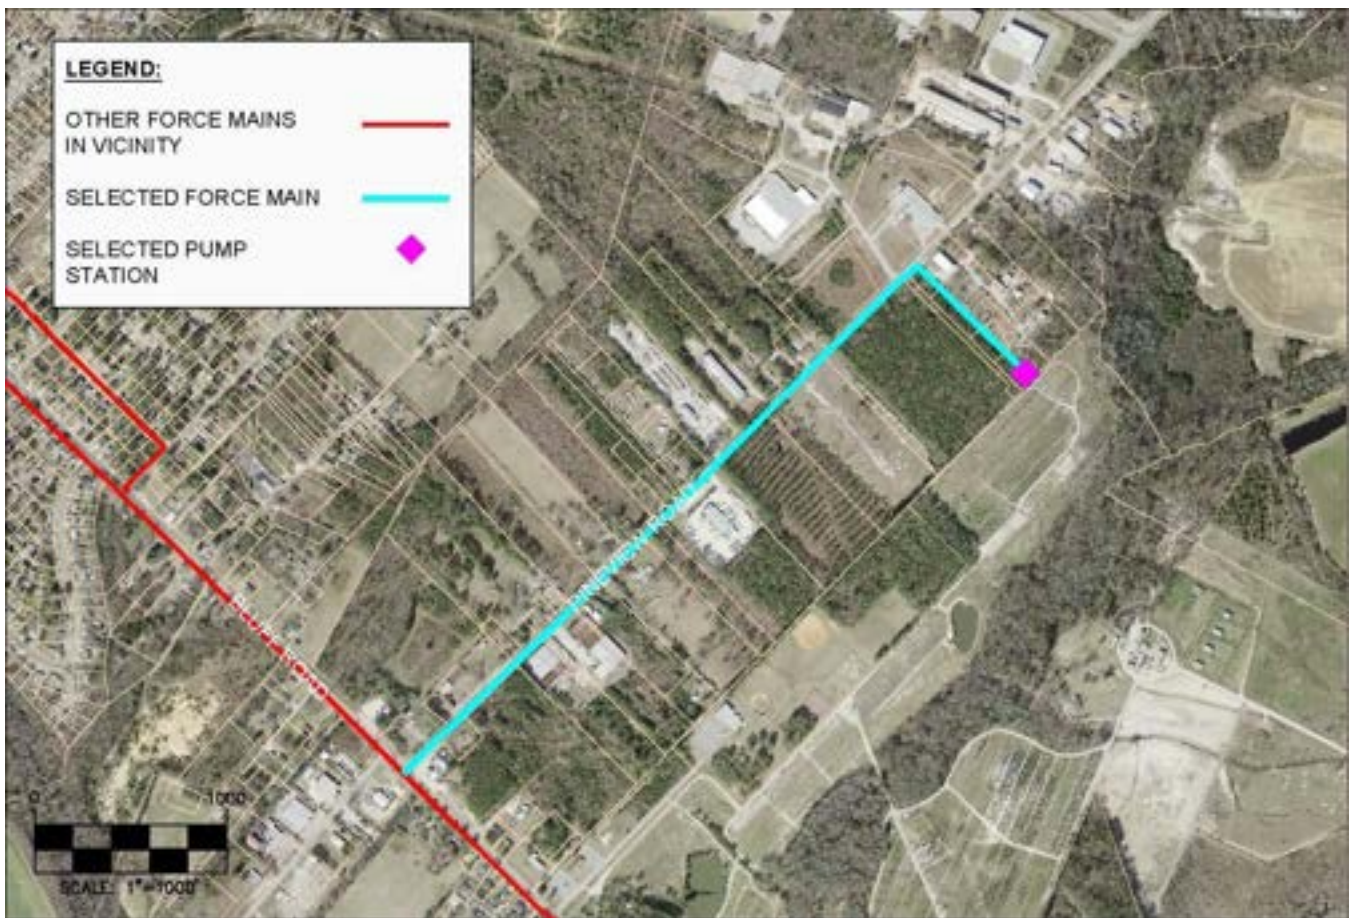 LEGEND:
OTHER FORCE MAINS
IN VICINITY
SELECTED FORCE MAIN
SELECTED PUMP
STATION
0 1000
SCALE: 1"=1000'